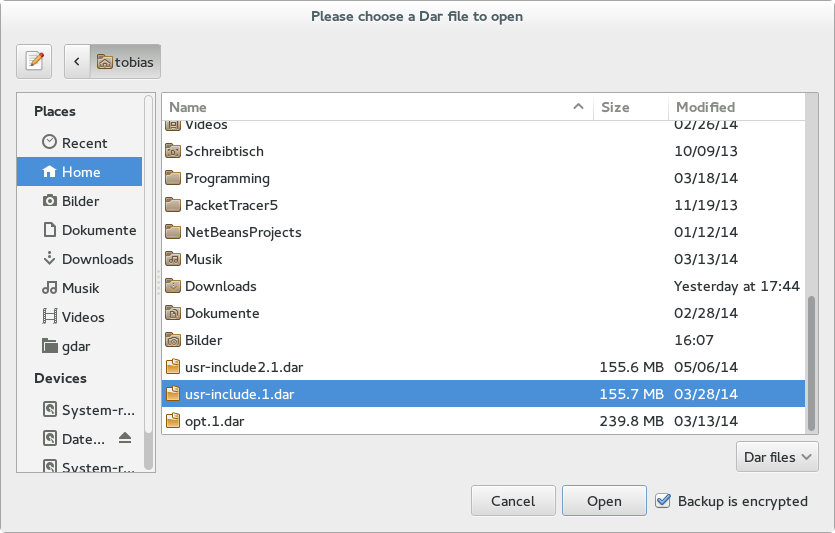 Please choose a Dar file to open
tobias
Places
Recent
Home
Bilder
Dokumente
Downloads
Musik
Videos
gdar
Devices
System-r...
Date...
System-r...
Name Size Modified
Videos 02/26/14
Schreibtisch 10/09/13
Programming 03/18/14
PacketTracer5 11/19/13
NetBeansProjects 01/12/14
Musik 03/13/14
Downloads Yesterday at 17:44
Dokumente 02/28/14
Bilder 16:07
usr-include2.1.dar 155.6 MB 05/06/14
usr-include.1.dar 155.7 MB 03/28/14
opt.1.dar 239.8 MB 03/13/14
Dar files
Cancel Open Backup is encrypted